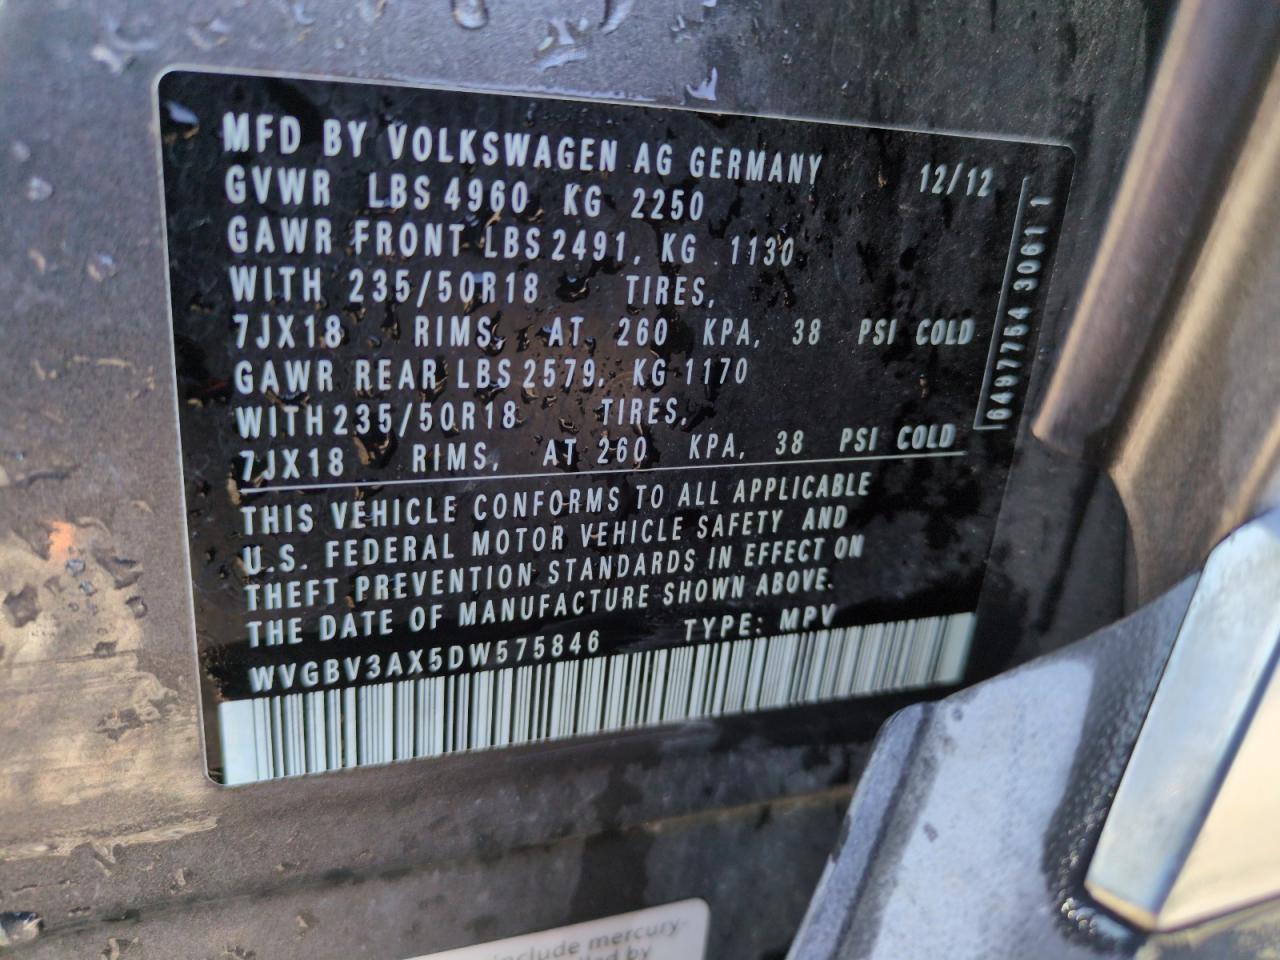 MFD BY VOLKSWAGEN AG GERMANY 12/12
GVWR LBS 4960 KG 2250
GAWR FRONT LBS 2491, KG 1130
WITH 235/50R18 TIRES,
7JX18 RIMS, AT 260 KPA, 38 PSI COLD
GAWR REAR LBS 2579, KG 1170
WITH 235/50R18 TIRES,
7JX18 RIMS, AT 260 KPA, 38 PSI COLD
THIS VEHICLE CONFORMS TO ALL APPLICABLE
U.S. FEDERAL MOTOR VEHICLE SAFETY AND
THEFT PREVENTION STANDARDS IN EFFECT ON
THE DATE OF MANUFACTURE SHOWN ABOVE.
WVGBV3AX5DW575846 TYPE: MPV
6497754 3061 1
include mercury-
by